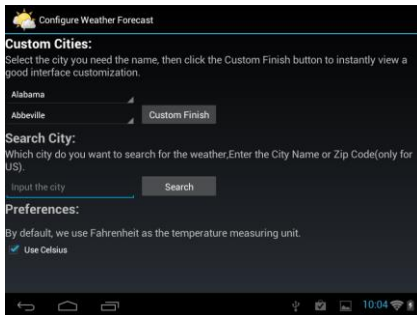 Configure Weather Forecast
Custom Cities:
Select the city you need the name, then click the Custom Finish button to instantly view a
good interface customization.
Alabama
Abbeville
Custom Finish
Search City:
Which city do you want to search for the weather,Enter the City Name or Zip Code(only for
US).
Input the city
Search
Preferences:
By default, we use Fahrenheit as the temperature measuring unit.
Use Celsius
10:04